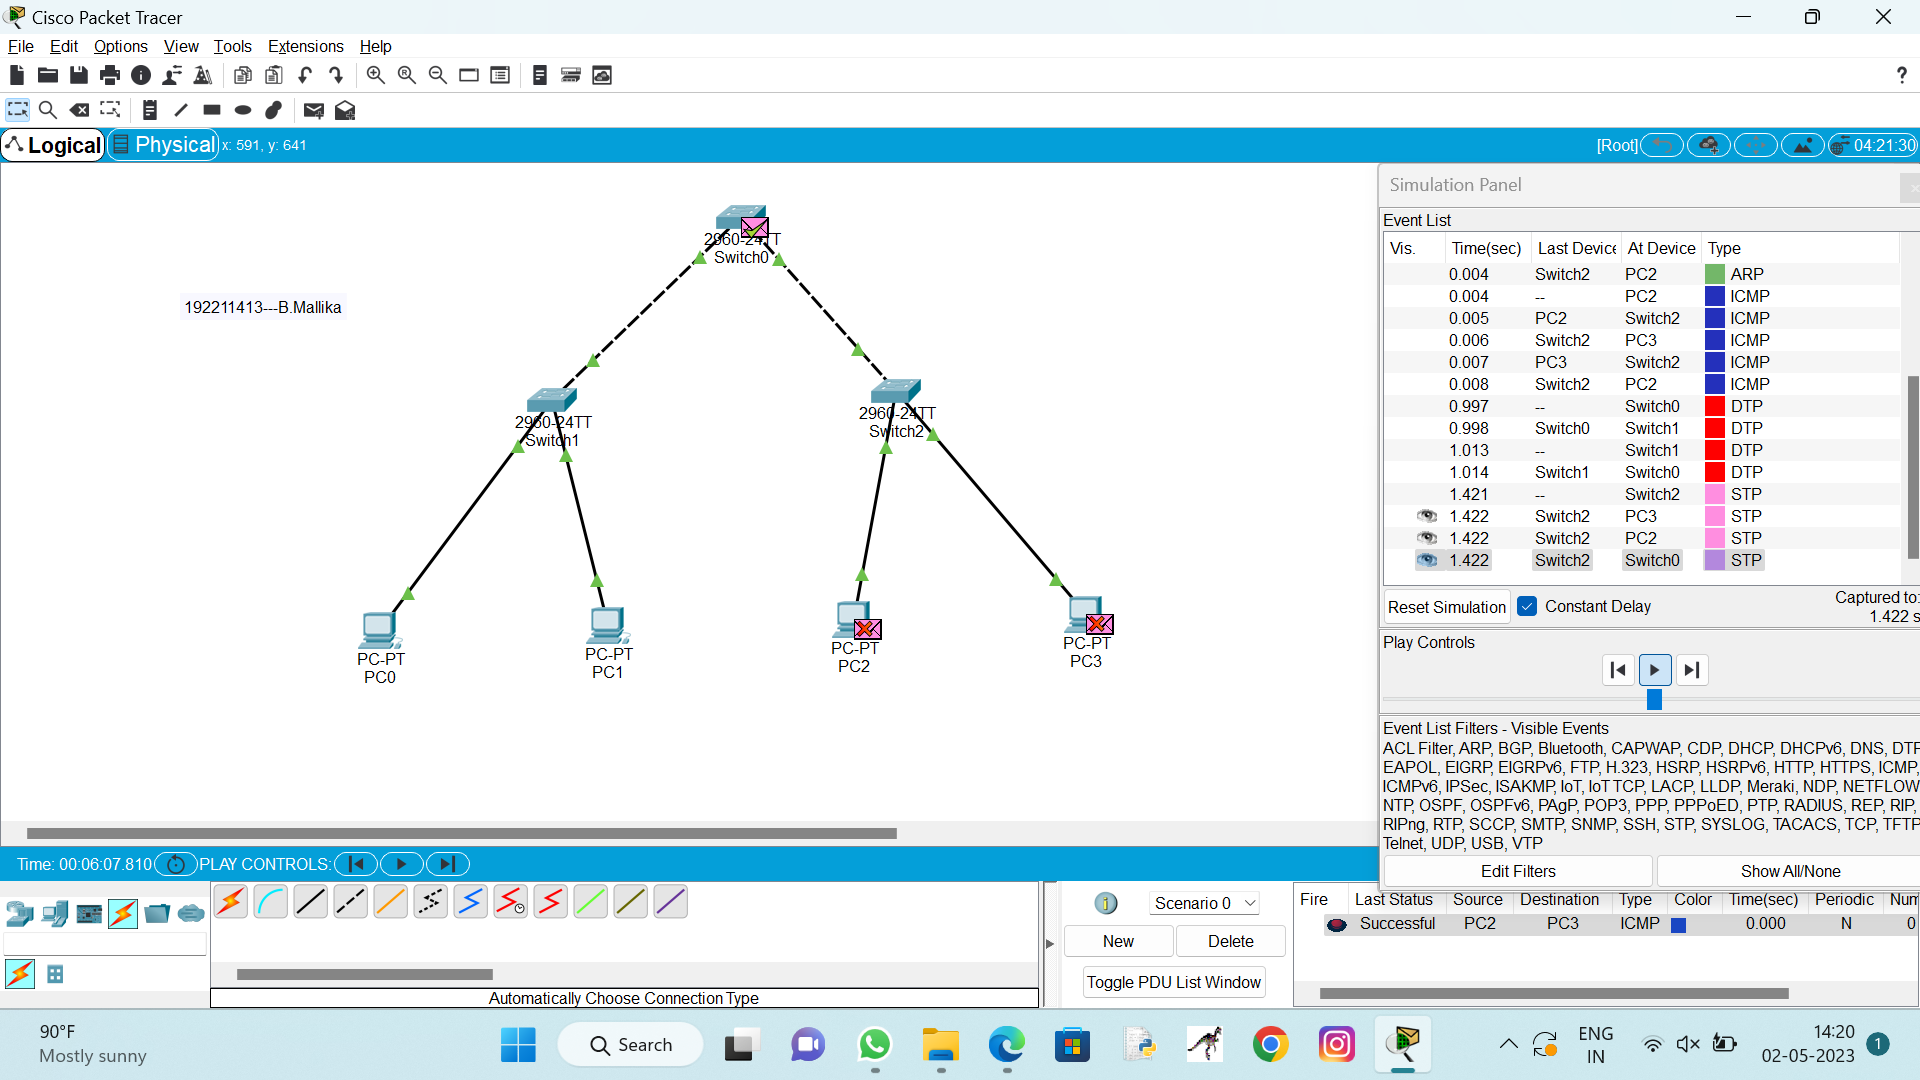 Cisco Packet Tracer
File Edit Options View Tools Extensions Help
?
Logical Physical x: 591, y: 641 [Root] 04:21:30
2960-24TT
Switch0
192211413---B.Mallika
2960-24TT
Switch1
2960-24TT
Switch2
PC-PT
PC0
PC-PT
PC1
PC-PT
PC2
PC-PT
PC3
Simulation Panel
Event List
Vis. Time(sec) Last Device At Device Type
0.004 Switch2 PC2 ARP
0.004 -- PC2 ICMP
0.005 PC2 Switch2 ICMP
0.006 Switch2 PC3 ICMP
0.007 PC3 Switch2 ICMP
0.008 Switch2 PC2 ICMP
0.997 -- Switch0 DTP
0.998 Switch0 Switch1 DTP
1.013 -- Switch1 DTP
1.014 Switch1 Switch0 DTP
1.421 -- Switch2 STP
1.422 Switch2 PC3 STP
1.422 Switch2 PC2 STP
1.422 Switch2 Switch0 STP
Reset Simulation Constant Delay Captured to:
1.422 s
Play Controls
Event List Filters - Visible Events
ACL Filter, ARP, BGP, Bluetooth, CAPWAP, CDP, DHCP, DHCPv6, DNS, DTP
EAPOL, EIGRP, EIGRPv6, FTP, H.323, HSRP, HSRPv6, HTTP, HTTPS, ICMP,
ICMPv6, IPSec, ISAKMP, IoT, IoT TCP, LACP, LLDP, Meraki, NDP, NETFLOW
NTP, OSPF, OSPFv6, PAgP, POP3, PPP, PPPoED, PTP, RADIUS, REP, RIP,
RIPng, RTP, SCCP, SMTP, SNMP, SSH, STP, SYSLOG, TACACS, TCP, TFTP
Telnet, UDP, USB, VTP
Edit Filters Show All/None
Time: 00:06:07.810 PLAY CONTROLS:
Automatically Choose Connection Type
Scenario 0
New Delete
Toggle PDU List Window
Fire Last Status Source Destination Type Color Time(sec) Periodic Num
Successful PC2 PC3 ICMP 0.000 N 0
90°F
Mostly sunny
Search
ENG
IN
14:20
02-05-2023
1